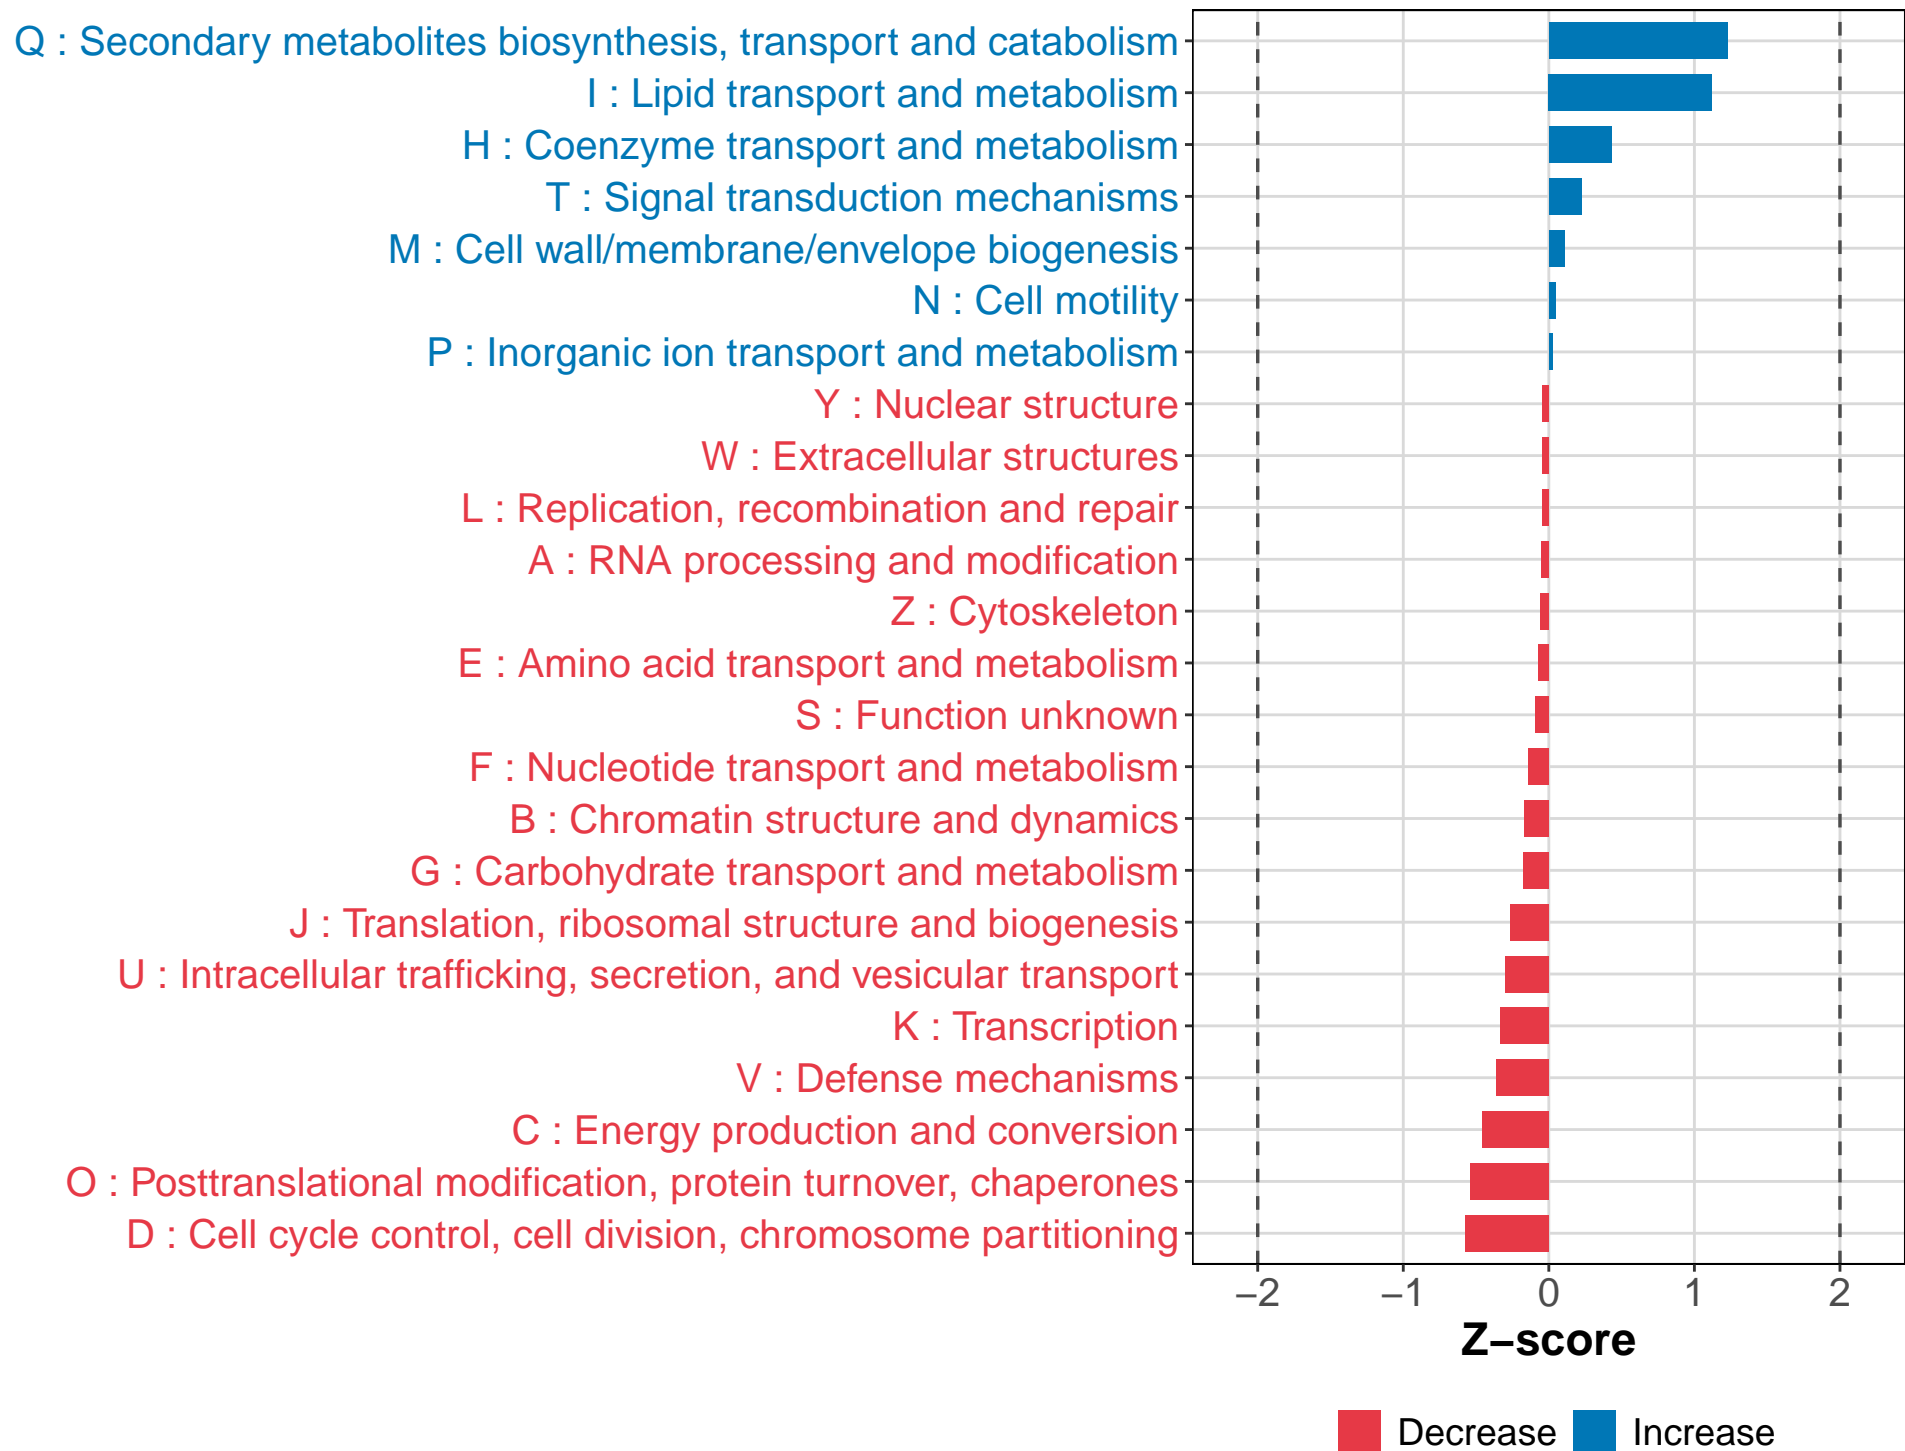 Q : Secondary metabolites biosynthesis, transport and catabolism
I : Lipid transport and metabolism
H : Coenzyme transport and metabolism
T : Signal transduction mechanisms
M : Cell wall/membrane/envelope biogenesis
N : Cell motility
P : Inorganic ion transport and metabolism
Y : Nuclear structure
W : Extracellular structures
L : Replication, recombination and repair
A : RNA processing and modification
Z : Cytoskeleton
E : Amino acid transport and metabolism
S : Function unknown
F : Nucleotide transport and metabolism
B : Chromatin structure and dynamics
G : Carbohydrate transport and metabolism
J : Translation, ribosomal structure and biogenesis
U : Intracellular trafficking, secretion, and vesicular transport
K : Transcription
V : Defense mechanisms
C : Energy production and conversion
O : Posttranslational modification, protein turnover, chaperones
D : Cell cycle control, cell division, chromosome partitioning
−2 −1 0 1 2
Z−score
Decrease Increase